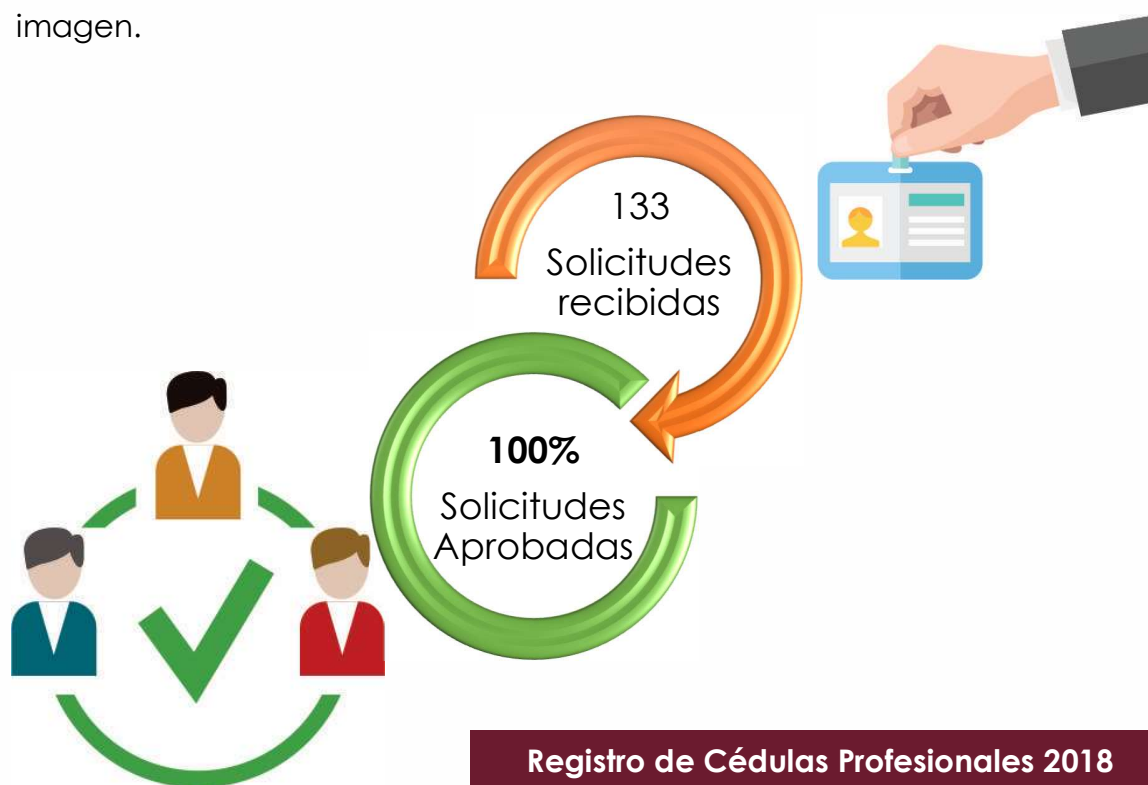 imagen.
133
Solicitudes
recibidas
100%
Solicitudes
Aprobadas
Registro de Cédulas Profesionales 2018